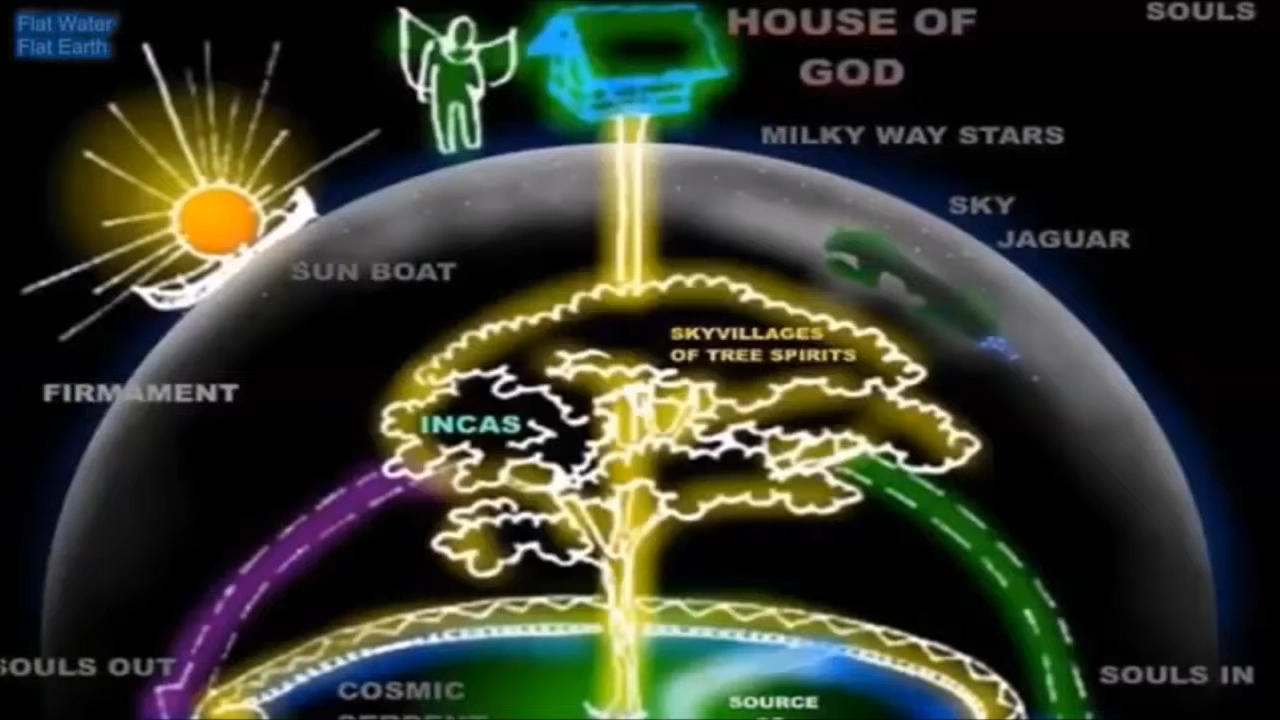 Flat Water
Flat Earth
HOUSE OF
GOD
SOULS
MILKY WAY STARS
SKY
JAGUAR
SUN BOAT
SKYVILLAGES
OF TREE SPIRITS
FIRMAMENT
INCAS
SOULS OUT
SOULS IN
COSMIC
SOURCE